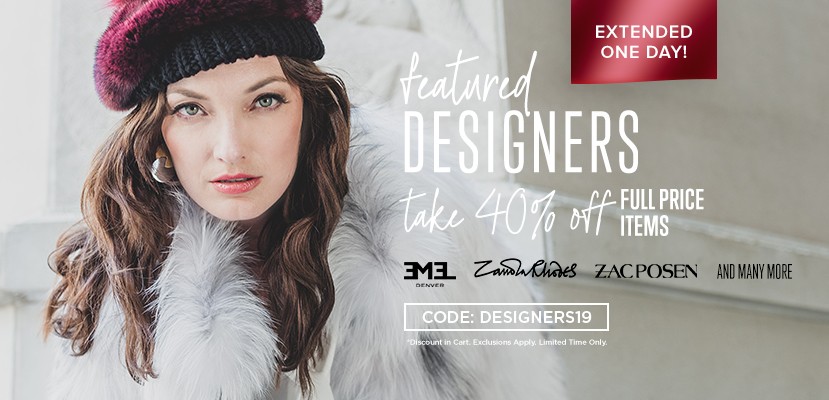 EXTENDED
ONE DAY!
featured
DESIGNERS
take 40% off FULL PRICE
ITEMS
EMEL
DENVER
Zandra Rhodes
ZAC POSEN
AND MANY MORE
CODE: DESIGNERS19
*Discount in Cart. Exclusions Apply. Limited Time Only.